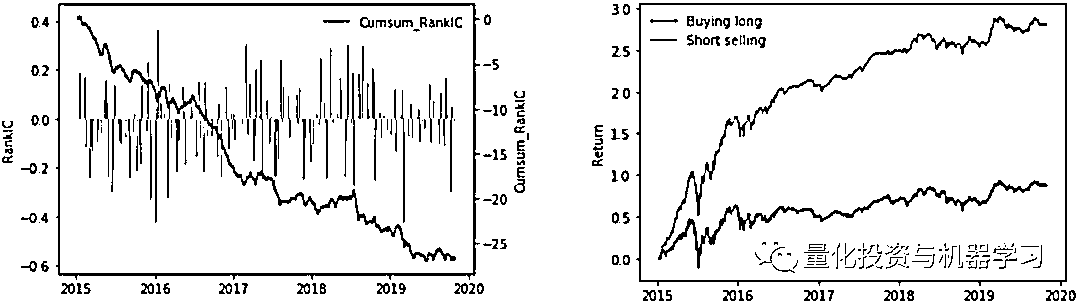 Cumsum_RankIC
0.4
0.2
0.0
−0.2
−0.4
−0.6
RankIC
0
−5
−10
−15
−20
−25
Cumsum_RankIC
2015 2016 2017 2018 2019 2020
Buying long
Short selling
3.0
2.5
2.0
1.5
1.0
0.5
0.0
Return
2015 2016 2017 2018 2019 2020
量化投资与机器学习